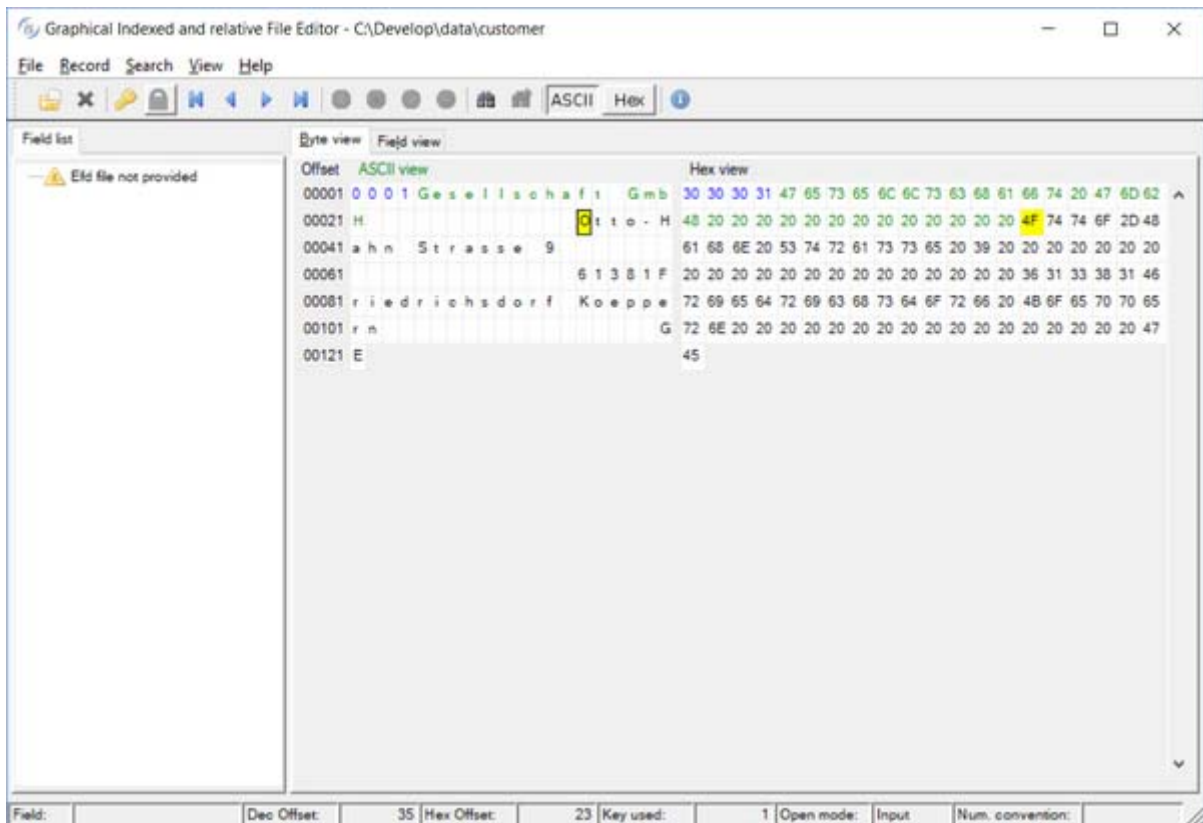 Graphical Indexed and relative File Editor - C:\Develop\data\customer
File Record Search View Help
ASCII Hex
Field list
Byte view Field view
Efd file not provided
Offset ASCII view Hex view
00001 0 0 0 1 G e s e l l s c h a f t G m b 30 30 30 31 47 65 73 65 6C 6C 73 63 68 61 66 74 20 47 6D 62
00021 H O t t o - H 48 20 20 20 20 20 20 20 20 20 20 20 20 20 4F 74 74 6F 2D 48
00041 a h n S t r a s s e 9 61 68 6E 20 53 74 72 61 73 73 65 20 39 20 20 20 20 20 20 20
00061 6 1 3 8 1 F 20 20 20 20 20 20 20 20 20 20 20 20 20 20 36 31 33 38 31 46
00081 r i e d r i c h s d o r f K o e p p e 72 69 65 64 72 69 63 68 73 64 6F 72 66 20 4B 6F 65 70 70 65
00101 r n G 72 6E 20 20 20 20 20 20 20 20 20 20 20 20 20 20 20 20 20 47
00121 E 45
Field: Dec Offset: 35 Hex Offset: 23 Key used: 1 Open mode: Input Num. convention: